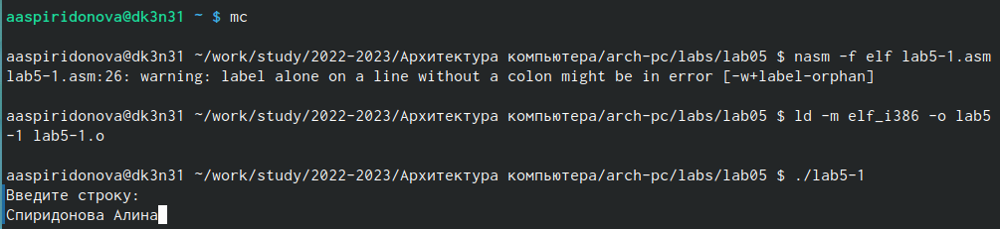 aaspiridonova@dk3n31 ~ $ mc
aaspiridonova@dk3n31 ~/work/study/2022-2023/Архитектура компьютера/arch-pc/labs/lab05 $ nasm -f elf lab5-1.asm
lab5-1.asm:26: warning: label alone on a line without a colon might be in error [-w+label-orphan]
aaspiridonova@dk3n31 ~/work/study/2022-2023/Архитектура компьютера/arch-pc/labs/lab05 $ ld -m elf_i386 -o lab5
-1 lab5-1.o
aaspiridonova@dk3n31 ~/work/study/2022-2023/Архитектура компьютера/arch-pc/labs/lab05 $ ./lab5-1
Введите строку:
Спиридонова Алина